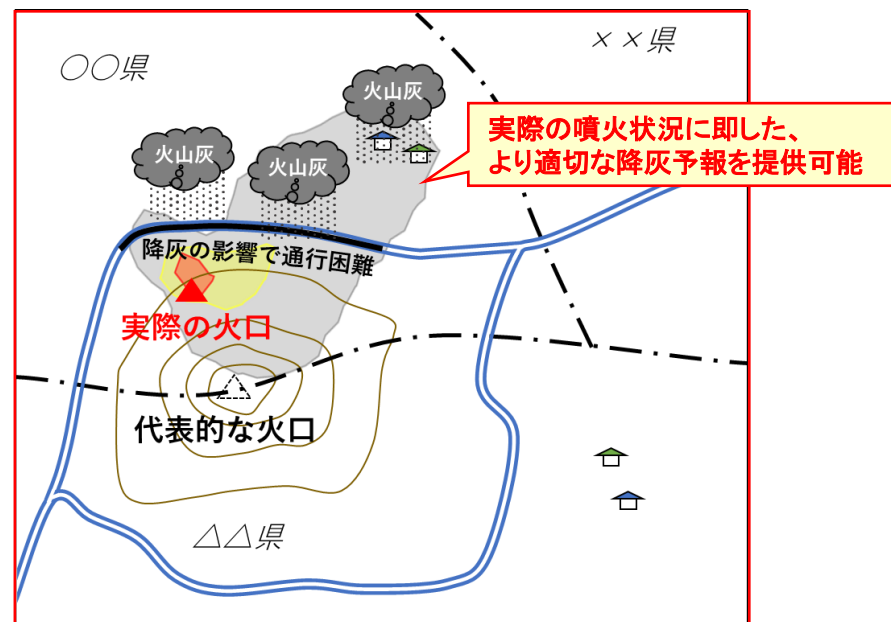 ○○県
××県
火山灰
火山灰
火山灰
実際の噴火状況に即した、
より適切な降灰予報を提供可能
降灰の影響で通行困難
実際の火口
代表的な火口
△△県